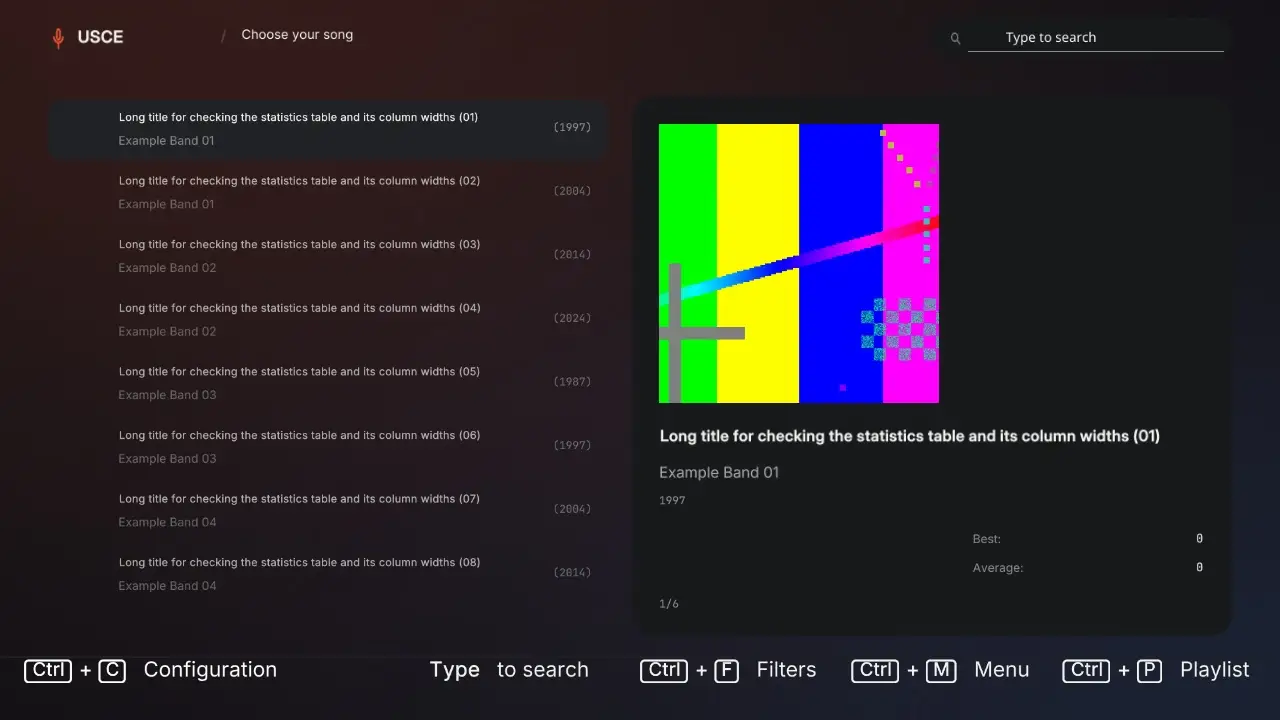 USCE
/ Choose your song
Type to search
Long title for checking the statistics table and its column widths (01)
Example Band 01
(1997)
Long title for checking the statistics table and its column widths (02)
Example Band 01
(2004)
Long title for checking the statistics table and its column widths (03)
Example Band 02
(2014)
Long title for checking the statistics table and its column widths (04)
Example Band 02
(2024)
Long title for checking the statistics table and its column widths (05)
Example Band 03
(1987)
Long title for checking the statistics table and its column widths (06)
Example Band 03
(1997)
Long title for checking the statistics table and its column widths (07)
Example Band 04
(2004)
Long title for checking the statistics table and its column widths (08)
Example Band 04
(2014)
Long title for checking the statistics table and its column widths (01)
Example Band 01
1997
Best: 0
Average: 0
1/6
Ctrl + C Configuration
Type to search
Ctrl + F Filters
Ctrl + M Menu
Ctrl + P Playlist